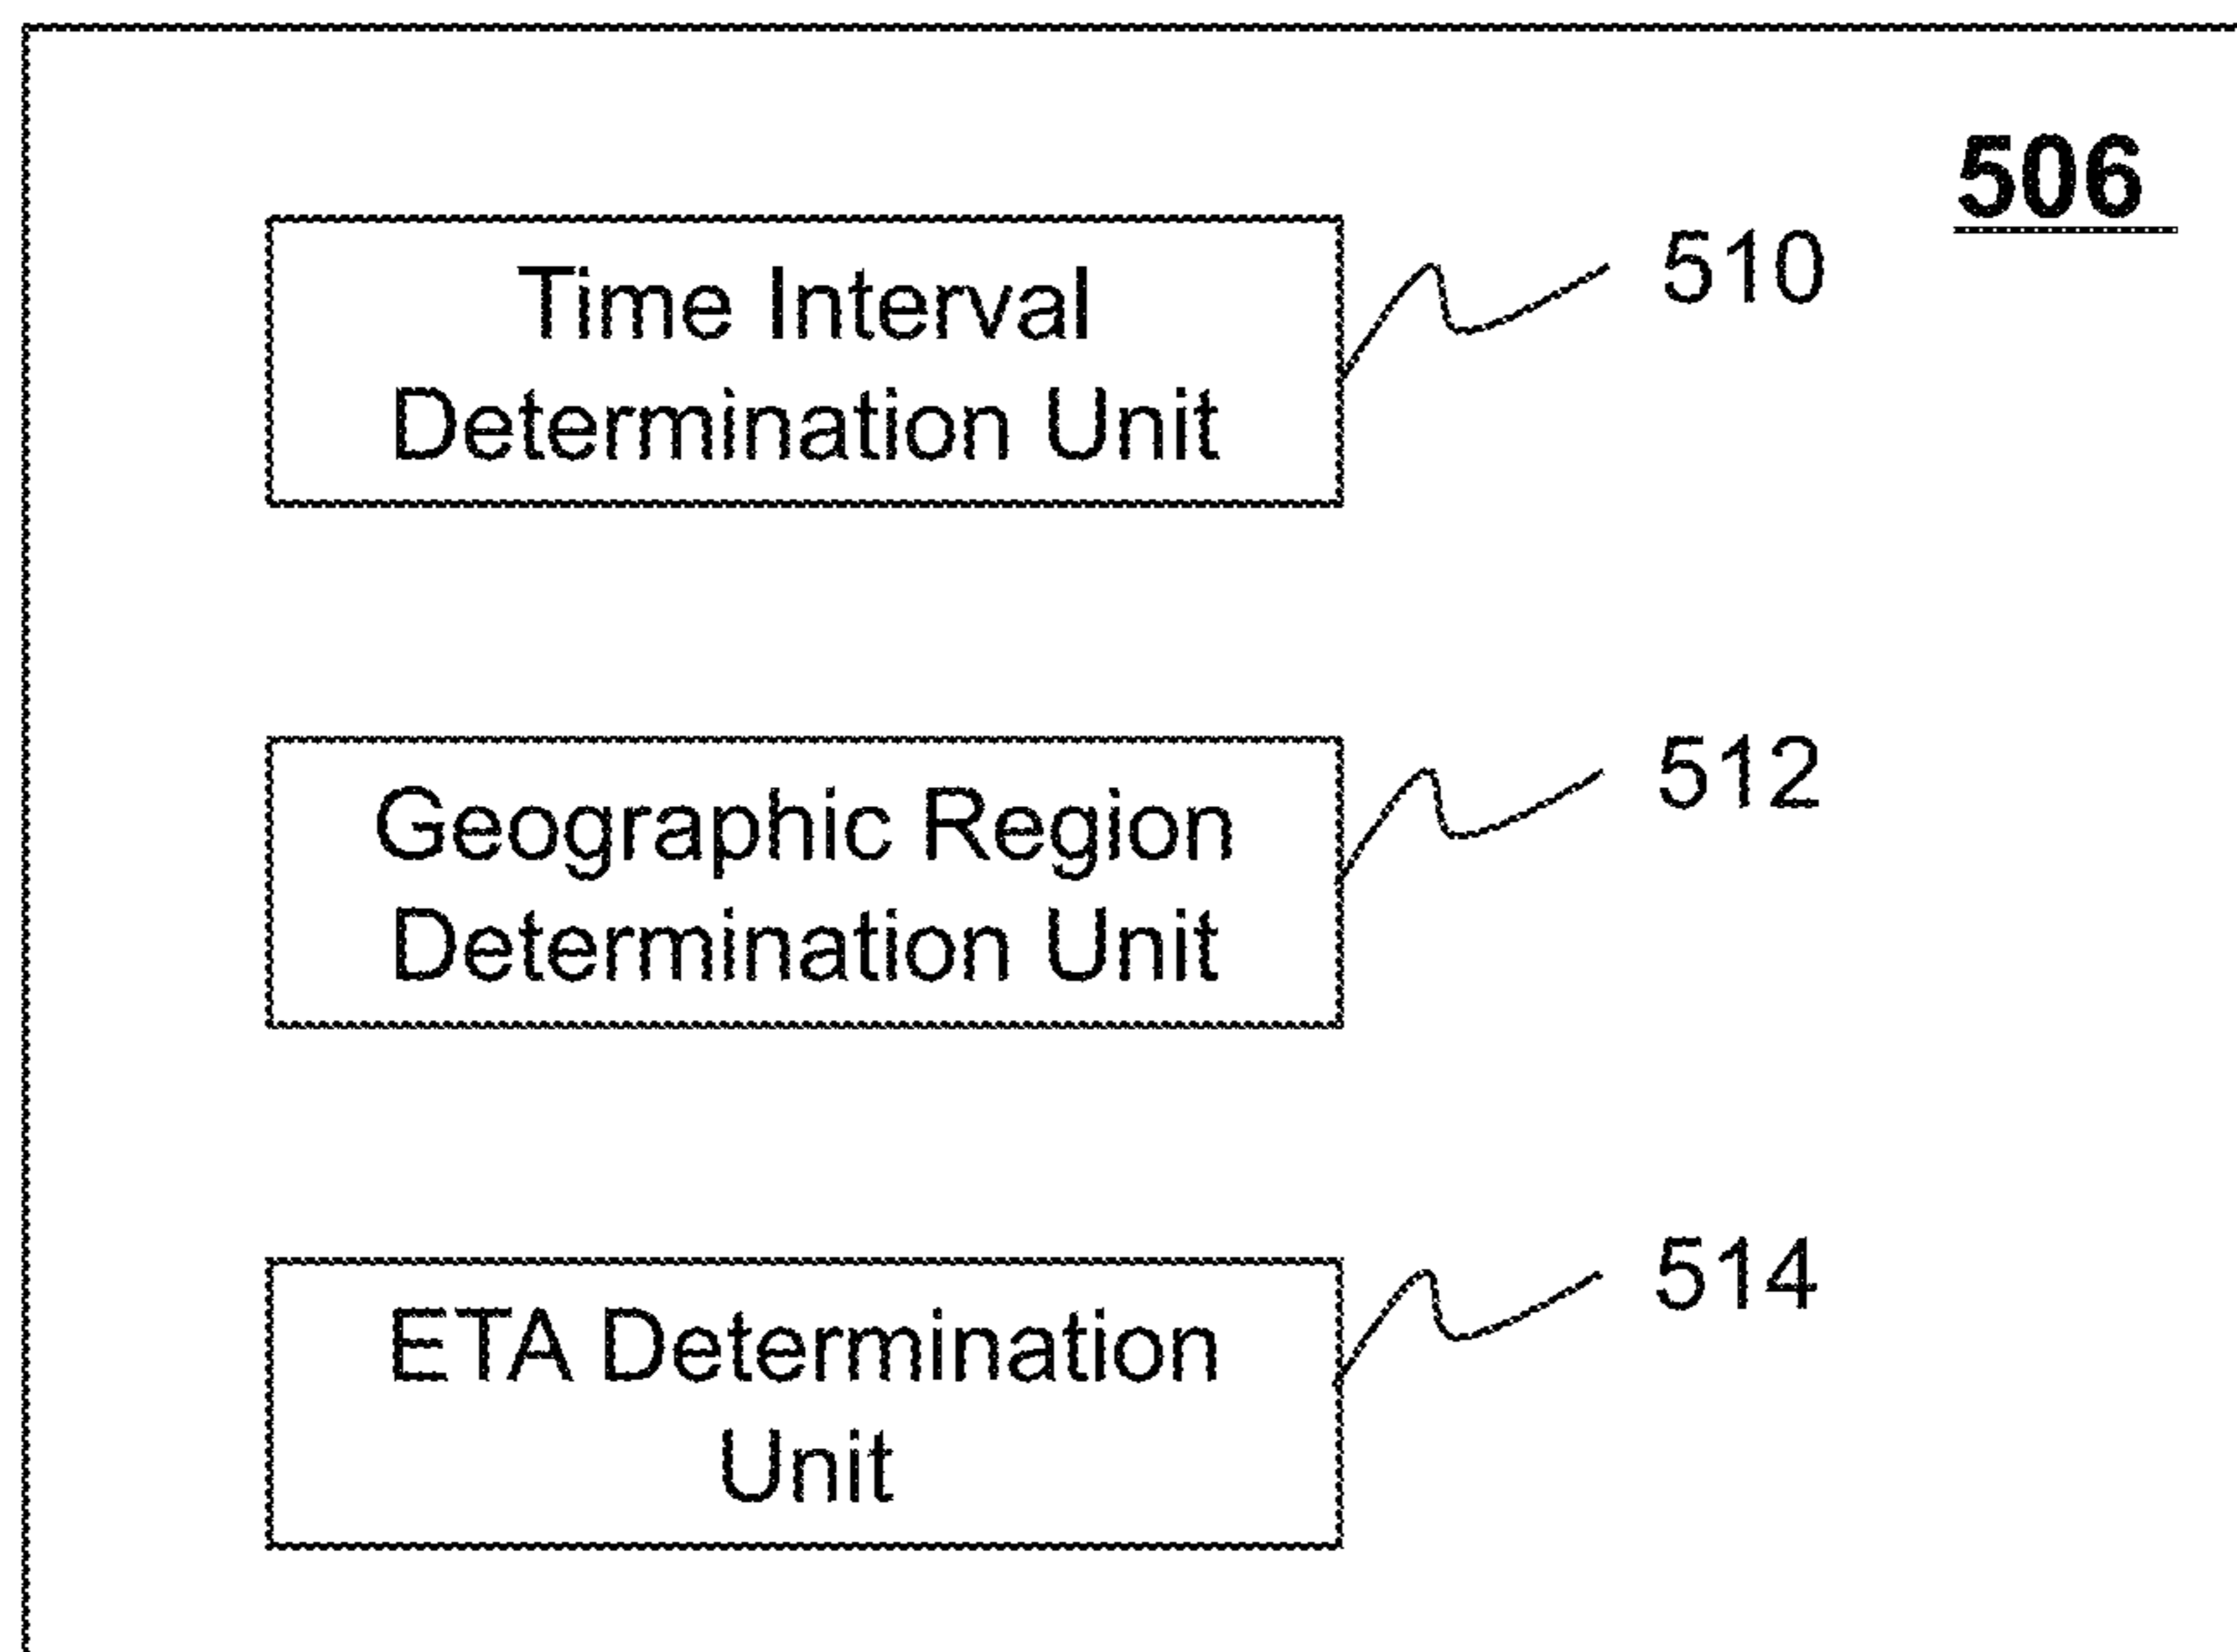 506
Time Interval
Determination Unit
510
Geographic Region
Determination Unit
512
ETA Determination
Unit
514